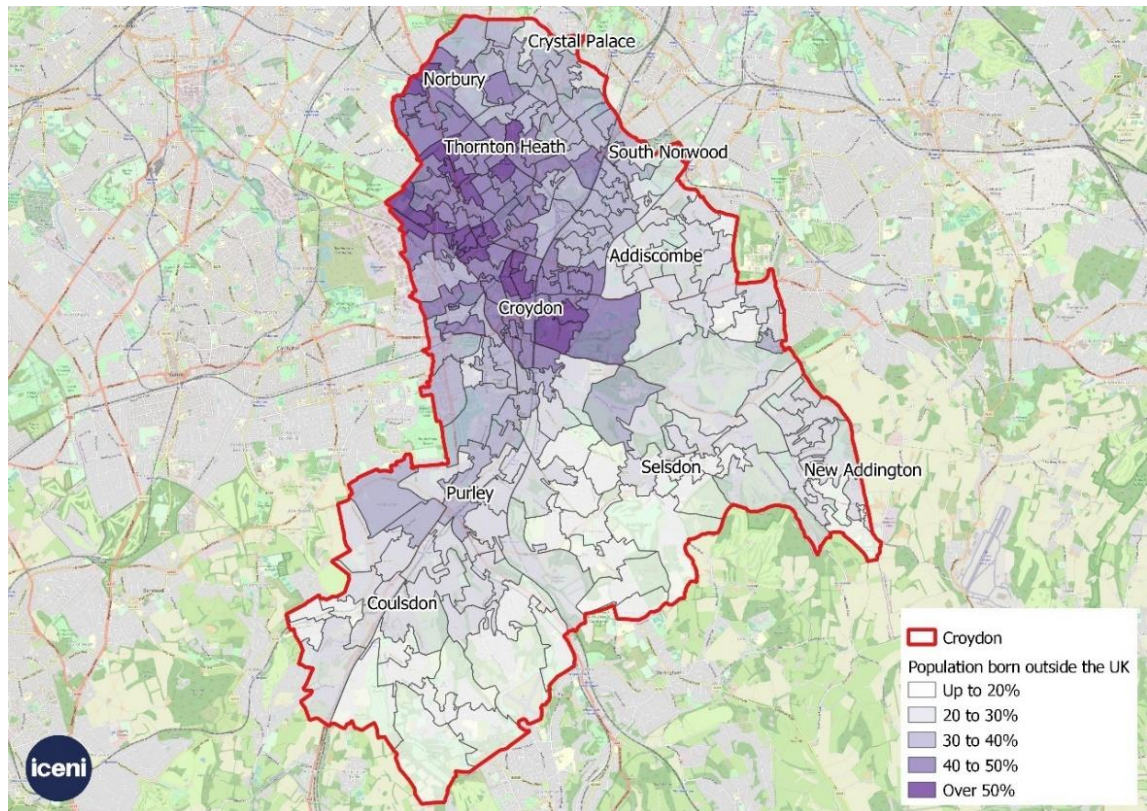 Crystal Palace
Norbury
Thornton Heath
South Norwood
Addiscombe
Croydon
Selsdon
New Addington
Purley
Coulsdon
Croydon
Population born outside the UK
Up to 20%
20 to 30%
30 to 40%
40 to 50%
Over 50%
iceni